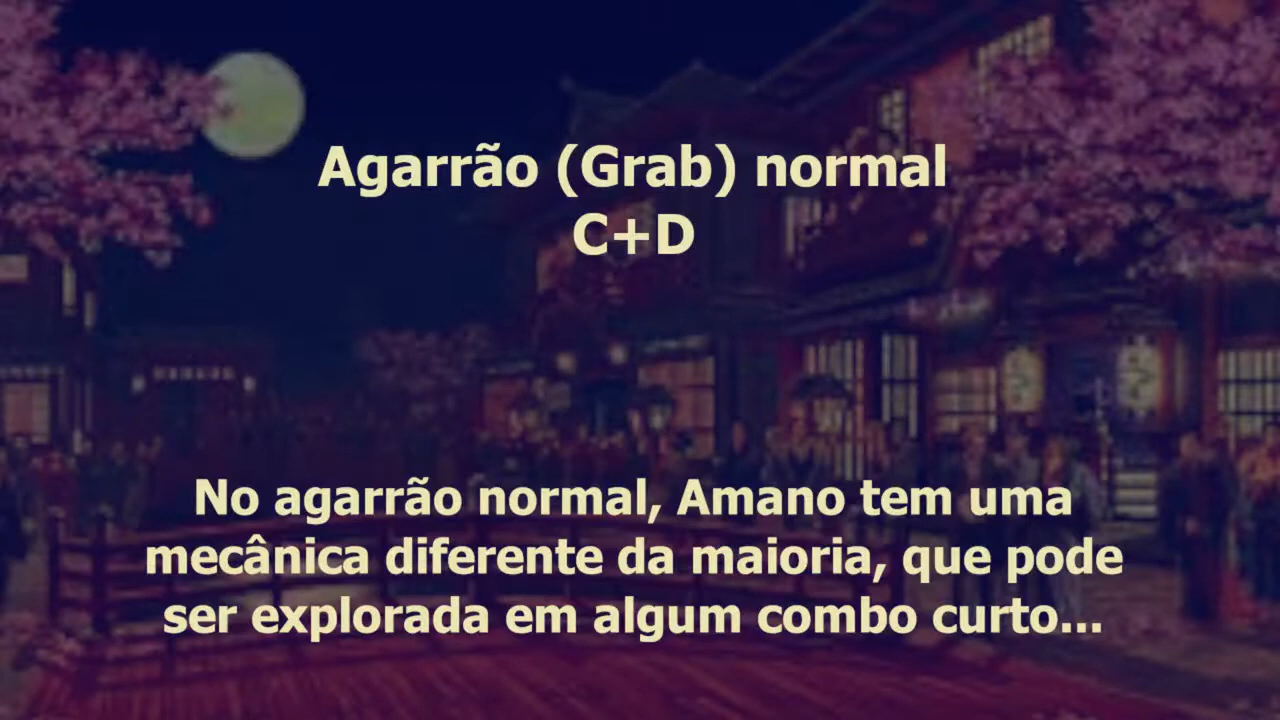 Agarrão (Grab) normal
C+D
No agarrão normal, Amano tem uma
mecânica diferente da maioria, que pode
ser explorada em algum combo curto...